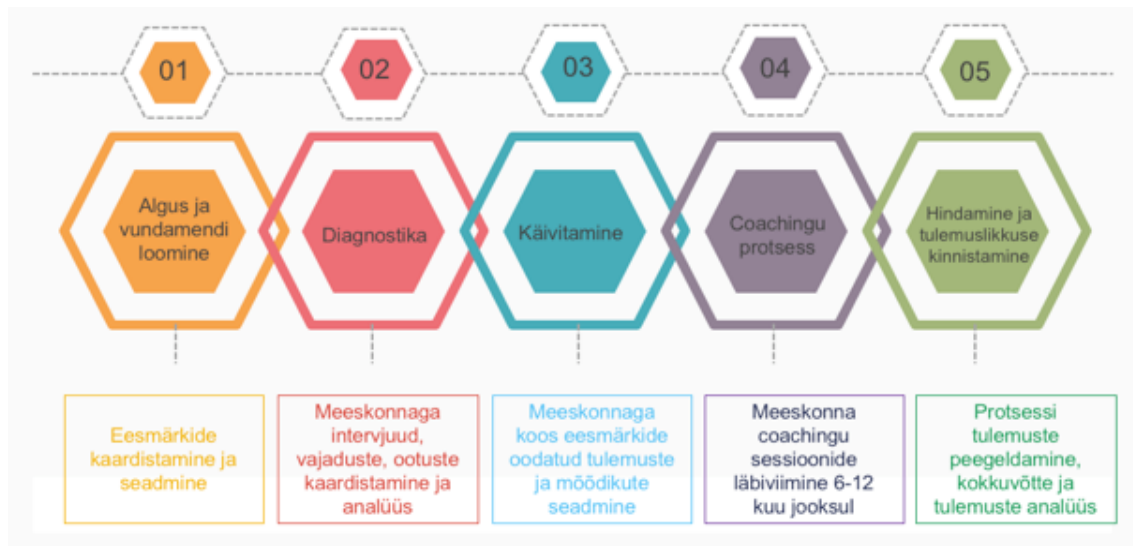 01
02
03
04
05
Algus ja
vundamendi
loomine
Diagnostika
Käivitamine
Coachingu
protsess
Hindamine ja
tulemuslikkuse
kinnistamine
Eesmärkide
kaardistamine ja
seadmine
Meeskonnaga
intervjuud,
vajaduste, ootuste
kaardistamine ja
analüüs
Meeskonnaga
koos eesmärkide
oodatud tulemuste
ja mõõdikute
seadmine
Meeskonna
coachingu
sessioonide
läbiviimine 6-12
kuu jooksul
Protsessi
tulemuste
peegeldamine,
kokkuvõtte ja
tulemuste analüüs